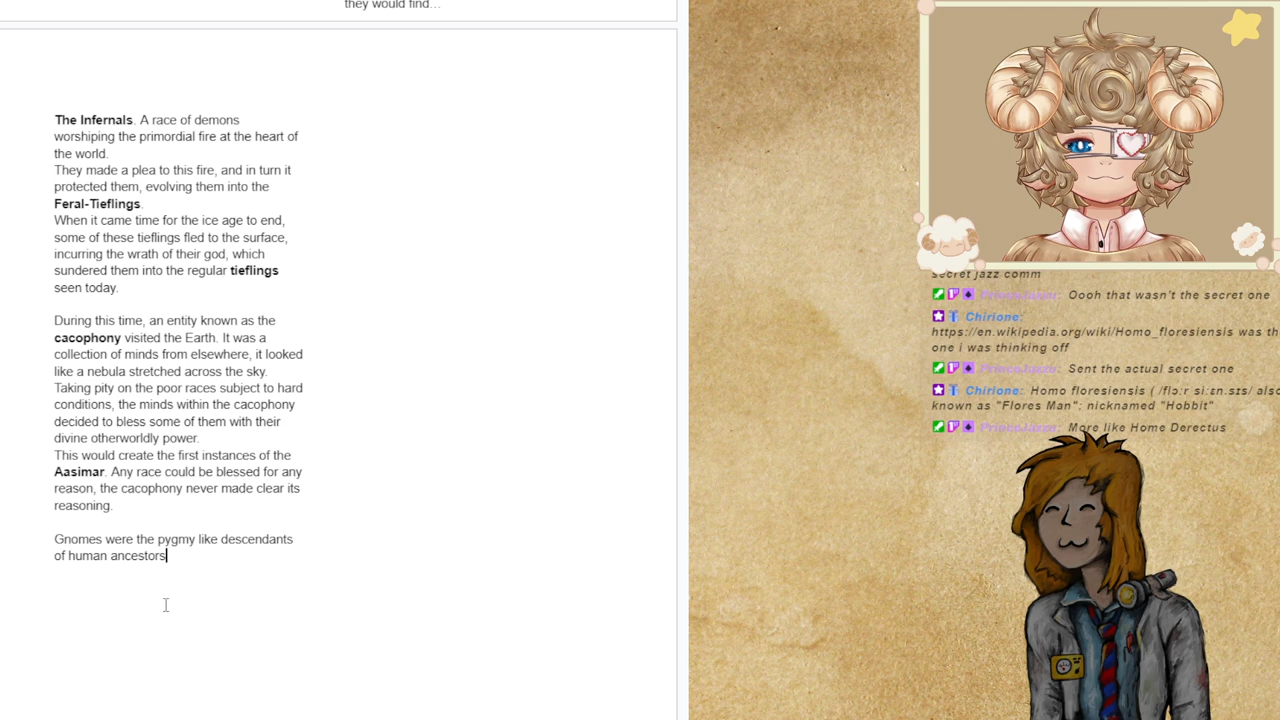 they would find…
The Infernals. A race of demons
worshiping the primordial fire at the heart of
the world.
They made a plea to this fire, and in turn it
protected them, evolving them into the
Feral-Tieflings.
When it came time for the ice age to end,
some of these tieflings fled to the surface,
incurring the wrath of their god, which
sundered them into the regular tieflings
seen today.
During this time, an entity known as the
cacophony visited the Earth. It was a
collection of minds from elsewhere, it looked
like a nebula stretched across the sky.
Taking pity on the poor races subject to hard
conditions, the minds within the cacophony
decided to bless some of them with their
divine otherworldly power.
This would create the first instances of the
Aasimar. Any race could be blessed for any
reason, the cacophony never made clear its
reasoning.
Gnomes were the pygmy like descendants
of human ancestors
secret jazz comm
Oooh that wasn't the secret one
Chirione:
https://en.wikipedia.org/wiki/Homo_floresiensis was th
one i was thinking off
Sent the actual secret one
Chirione: Homo floresiensis ( /flɔːr siːɛn.sɪs/ also
known as "Flores Man"; nicknamed "Hobbit"
More like Home Derectus